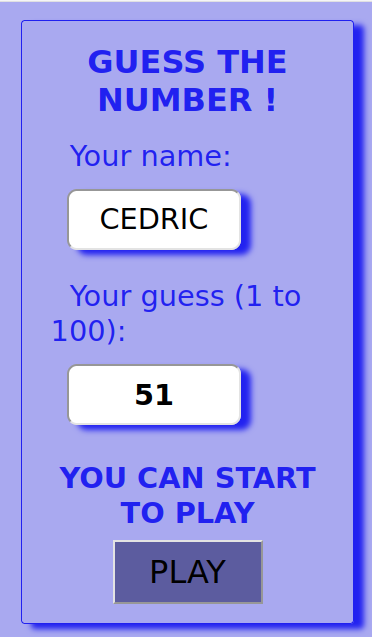 GUESS THE
NUMBER !
Your name:
CEDRIC
Your guess (1 to
100):
51
YOU CAN START
TO PLAY
PLAY